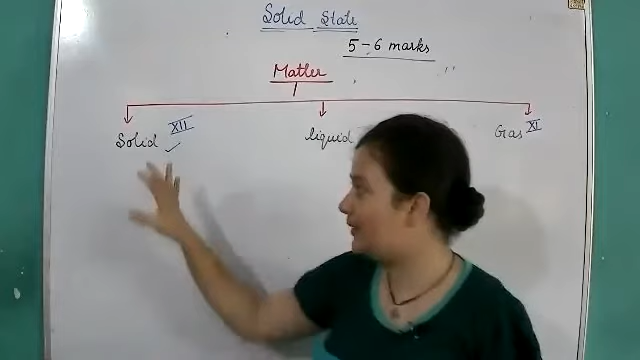 Solid State
5-6 marks
Matter
Solid XII
liquid
Gas XI